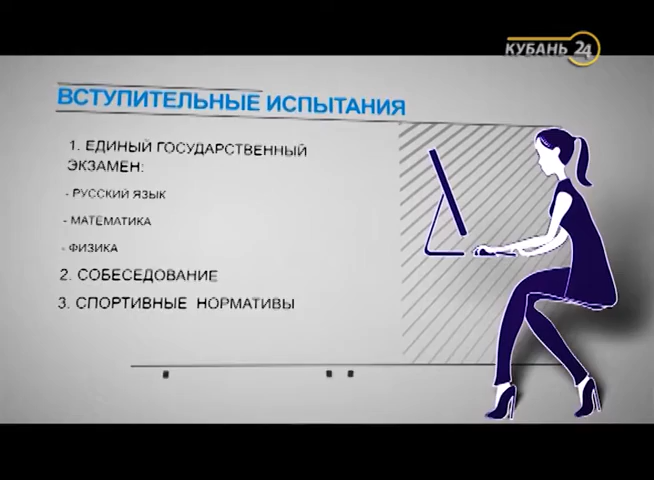 КУБАНЬ 24
ВСТУПИТЕЛЬНЫЕ ИСПЫТАНИЯ
1. ЕДИНЫЙ ГОСУДАРСТВЕННЫЙ
ЭКЗАМЕН:
- РУССКИЙ ЯЗЫК
- МАТЕМАТИКА
- ФИЗИКА
2. СОБЕСЕДОВАНИЕ
3. СПОРТИВНЫЕ НОРМАТИВЫ